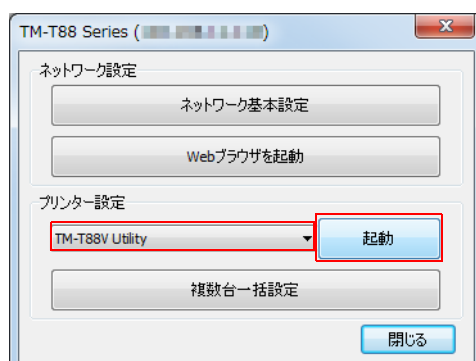 TM-T88 Series ( )
ネットワーク設定
ネットワーク基本設定
Webブラウザを起動
プリンター設定
TM-T88V Utility
起動
複数台一括設定
閉じる